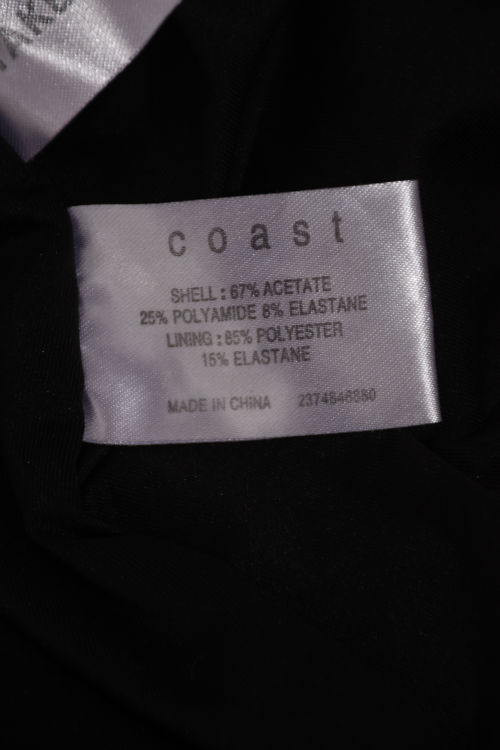 coast
SHELL : 67% ACETATE
25% POLYAMIDE 8% ELASTANE
LINING : 85% POLYESTER
15% ELASTANE
MADE IN CHINA